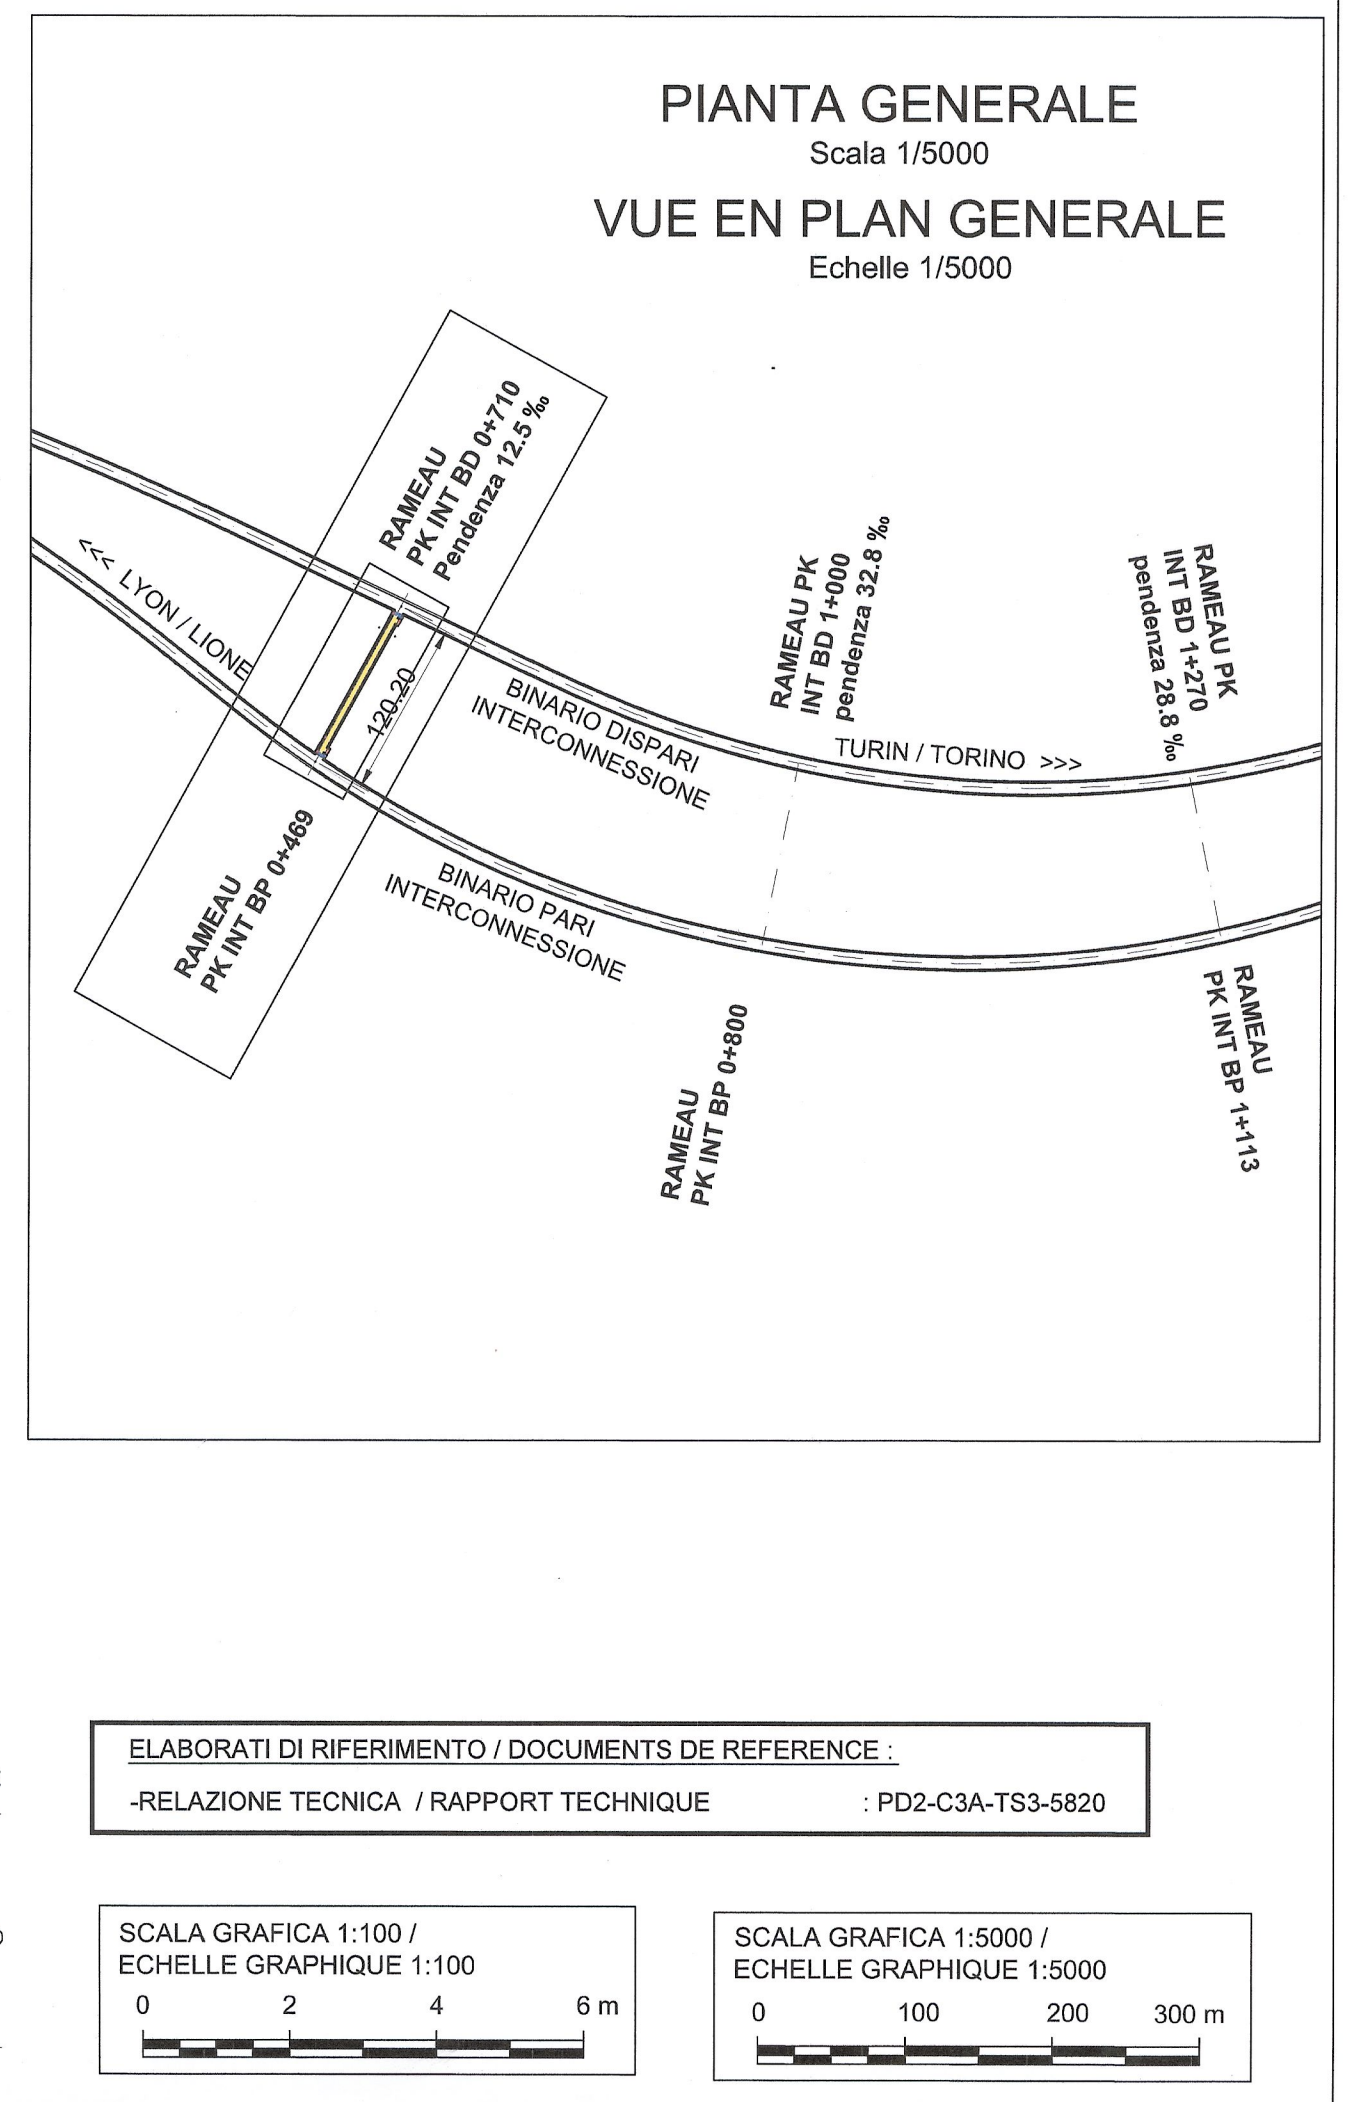 PIANTA GENERALE
Scala 1/5000
VUE EN PLAN GENERALE
Echelle 1/5000
RAMEAU
PK INT BD 0+710
Pendenza 12.5 ‰
<<< LYON / LIONE
120.20
BINARIO DISPARI
INTERCONNESSIONE
RAMEAU PK
INT BD 1+000
pendenza 32.8 ‰
TURIN / TORINO >>>
RAMEAU PK
INT BD 1+270
pendenza 28.8 ‰
RAMEAU
PK INT BP 0+469
BINARIO PARI
INTERCONNESSIONE
RAMEAU
PK INT BP 0+800
RAMEAU
PK INT BP 1+113
ELABORATI DI RIFERIMENTO / DOCUMENTS DE REFERENCE :
-RELAZIONE TECNICA / RAPPORT TECHNIQUE : PD2-C3A-TS3-5820
SCALA GRAFICA 1:100 /
ECHELLE GRAPHIQUE 1:100
0 2 4 6 m
SCALA GRAFICA 1:5000 /
ECHELLE GRAPHIQUE 1:5000
0 100 200 300 m